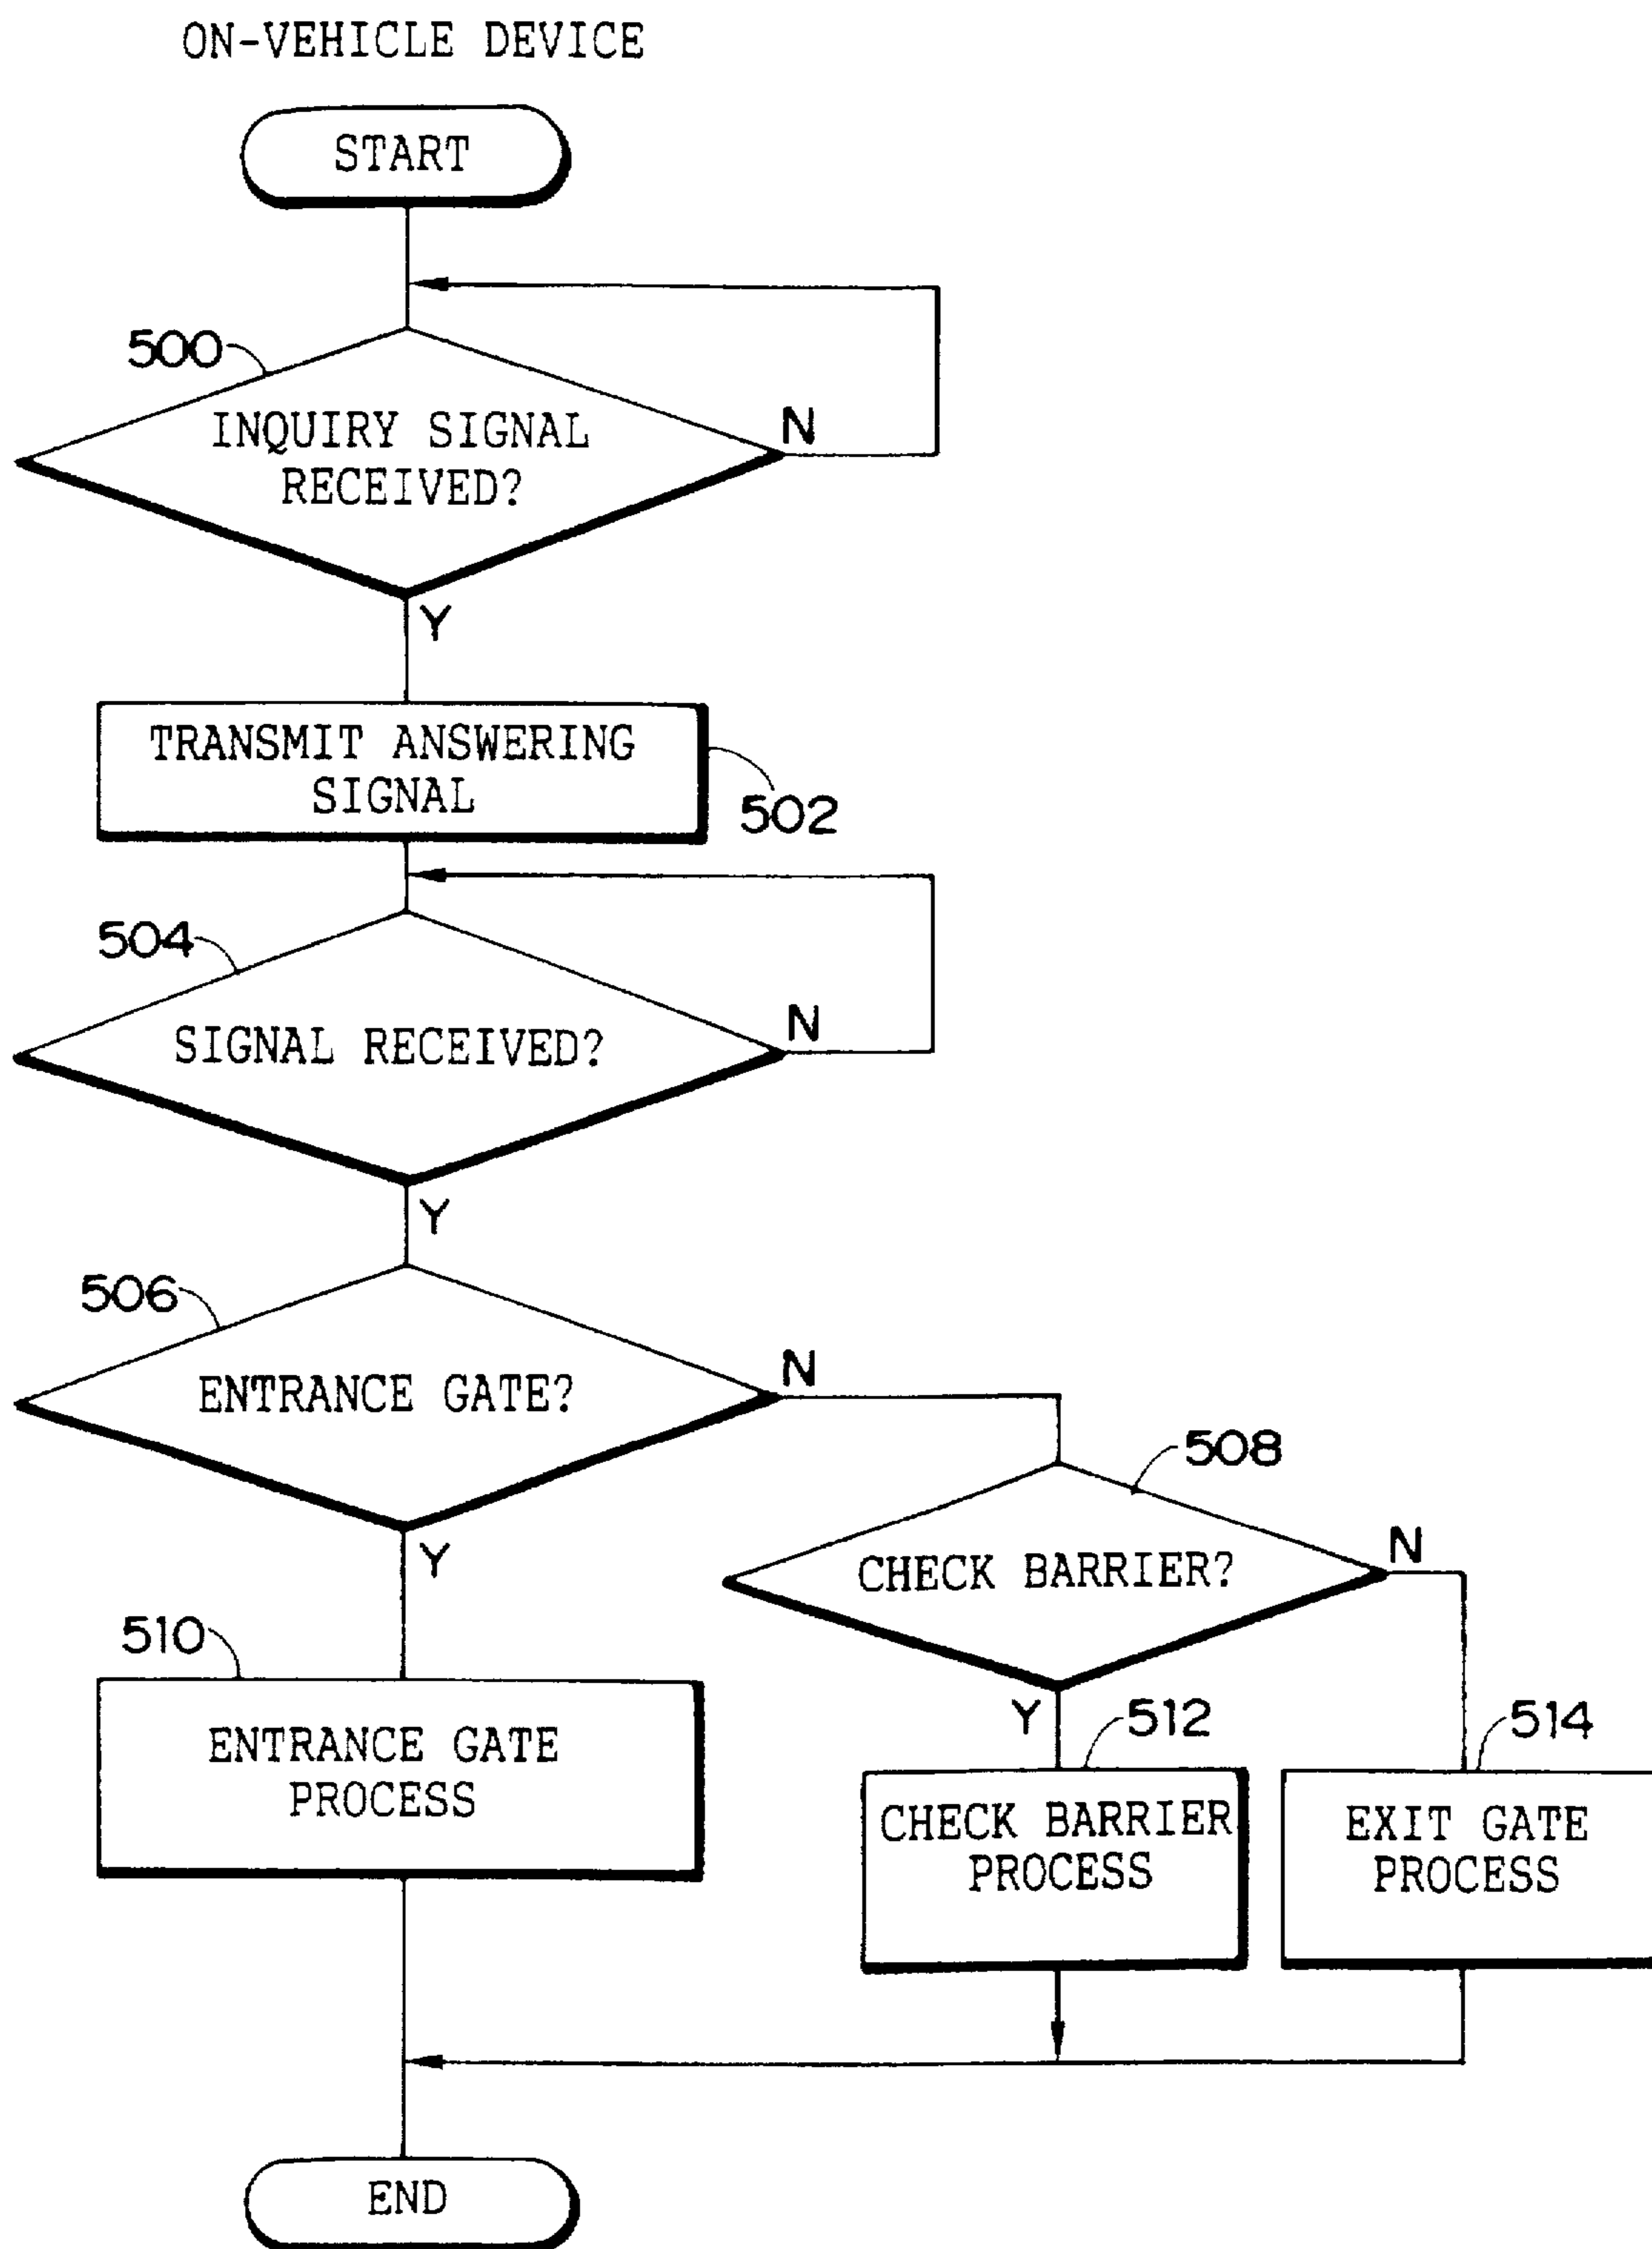 ON-VEHICLE DEVICE
START
500
INQUIRY SIGNAL
RECEIVED?
N
Y
TRANSMIT ANSWERING
SIGNAL
502
504
SIGNAL RECEIVED?
N
Y
506
ENTRANCE GATE?
N
Y
508
CHECK BARRIER?
N
Y
510
ENTRANCE GATE
PROCESS
512
CHECK BARRIER
PROCESS
514
EXIT GATE
PROCESS
END